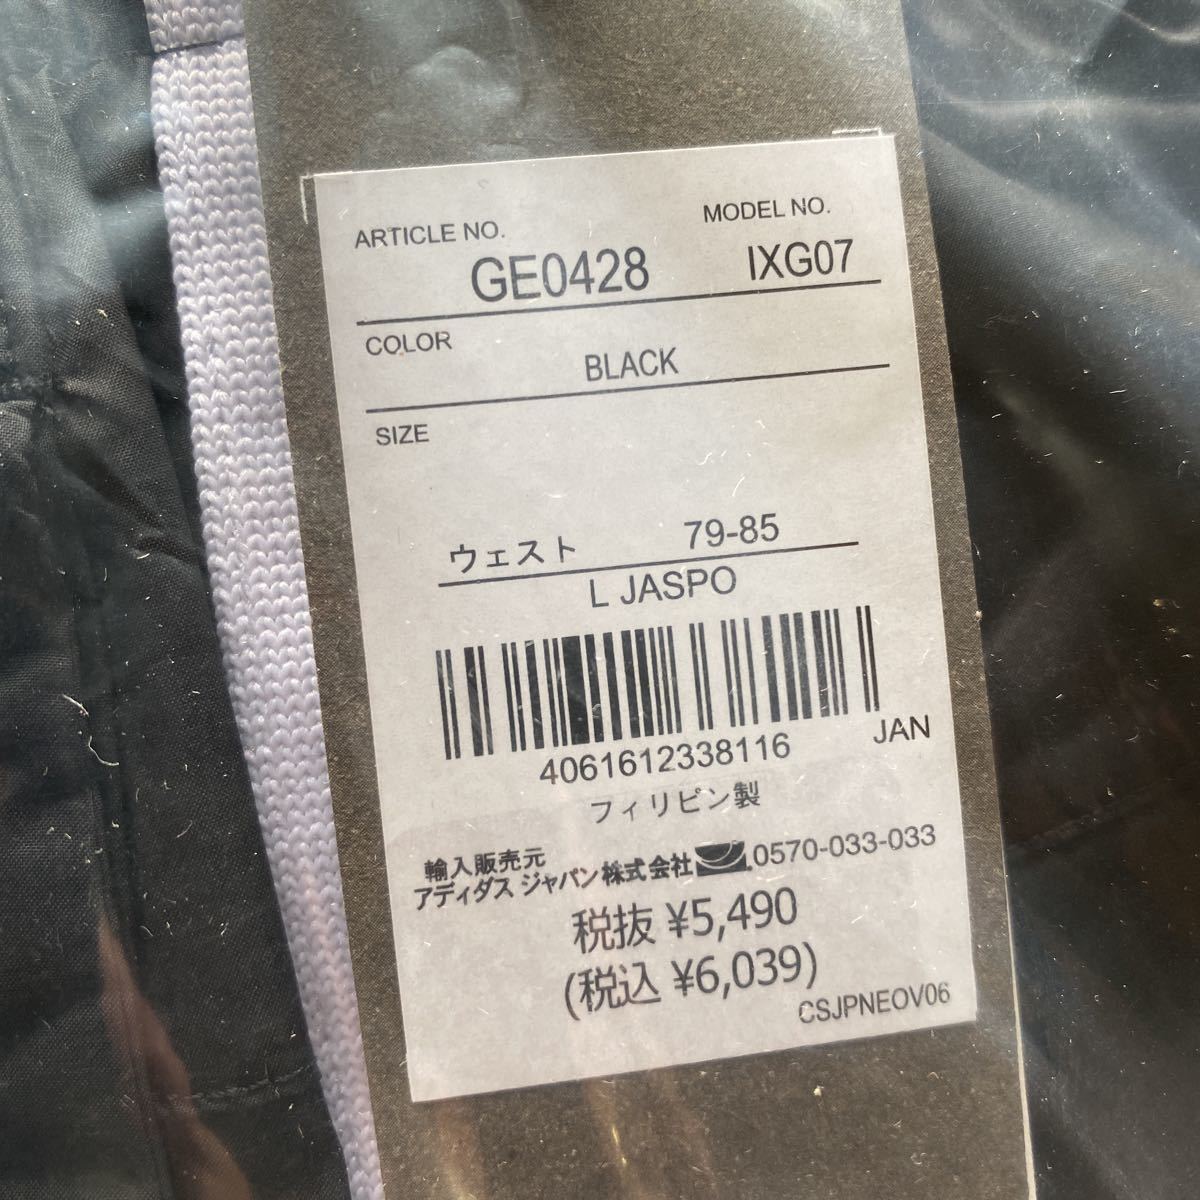 ARTICLE NO. MODEL NO.
GE0428 IXG07
COLOR
BLACK
SIZE
ウェスト 79-85
L JASPO
4061612338116 JAN
フィリピン製
輸入販売元
アディダス ジャパン株式会社 0570-033-033
税抜 ¥5,490
(税込 ¥6,039)
CSJPNEOV06